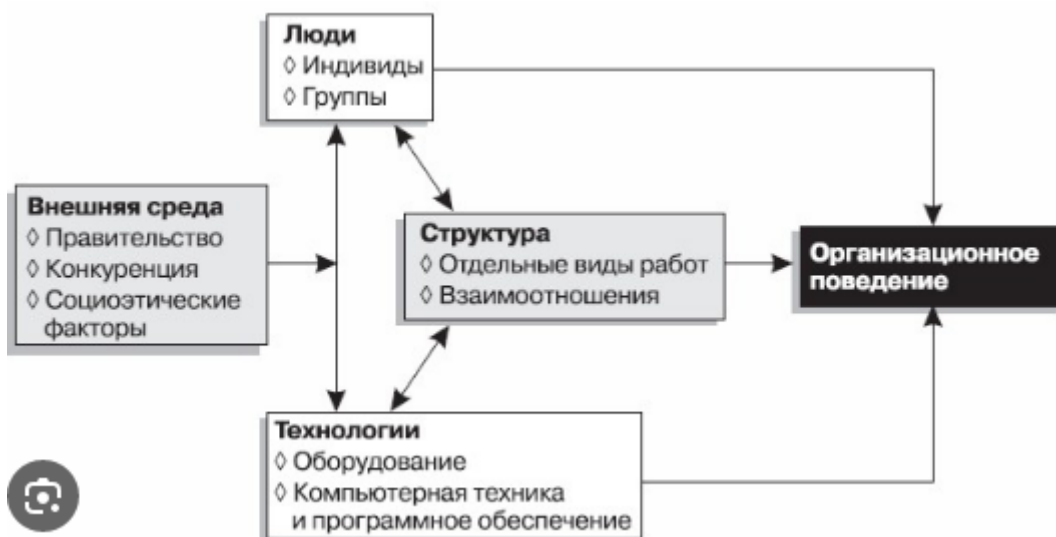 Люди
◊ Индивиды
◊ Группы
Внешняя среда
◊ Правительство
◊ Конкуренция
◊ Социоэтические
факторы
Структура
◊ Отдельные виды работ
◊ Взаимоотношения
Организационное
поведение
Технологии
◊ Оборудование
◊ Компьютерная техника
и программное обеспечение